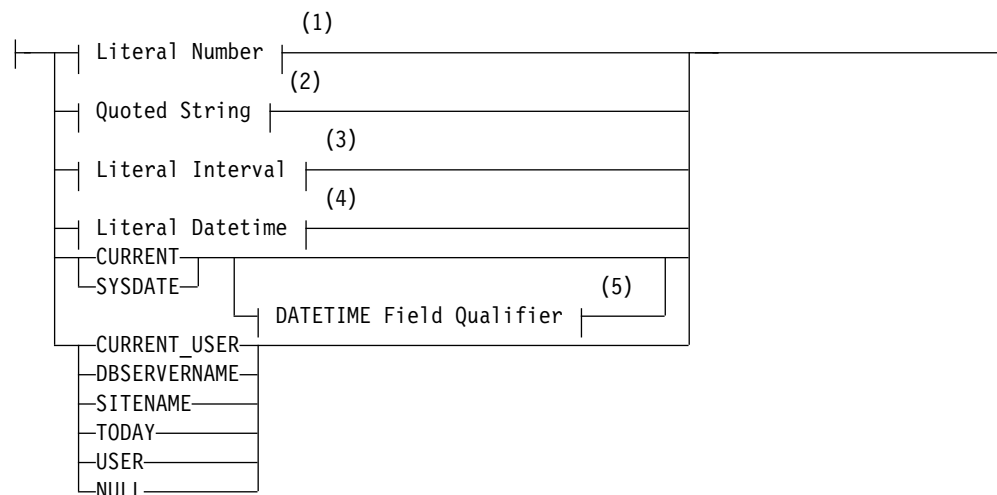 (1)
Literal Number
(2)
Quoted String
(3)
Literal Interval
(4)
Literal Datetime
CURRENT
SYSDATE
(5)
DATETIME Field Qualifier
CURRENT_USER
DBSERVERNAME
SITENAME
TODAY
USER
NULL